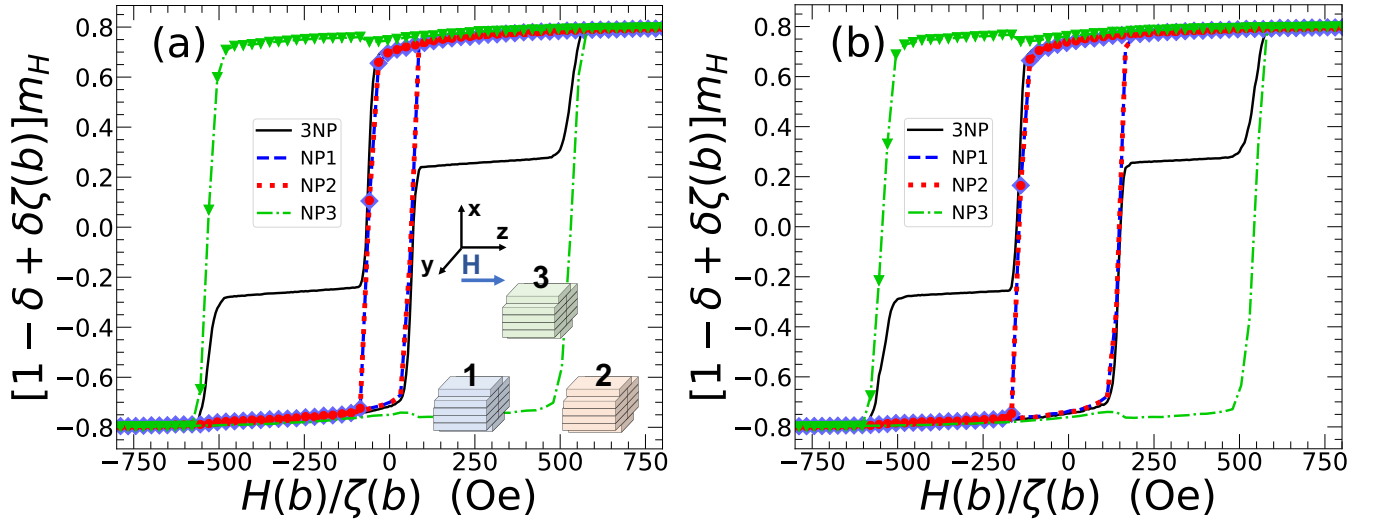 (a)
[1 − δ + δζ(b)]m_H
0.8
0.6
0.4
0.2
0.0
−0.2
−0.4
−0.6
−0.8
3NP
NP1
NP2
NP3
x
z
y
H
3
1
2
−750 −500 −250 0 250 500 750
H(b)/ζ(b) (Oe)
(b)
[1 − δ + δζ(b)]m_H
0.8
0.6
0.4
0.2
0.0
−0.2
−0.4
−0.6
−0.8
3NP
NP1
NP2
NP3
−750 −500 −250 0 250 500 750
H(b)/ζ(b) (Oe)